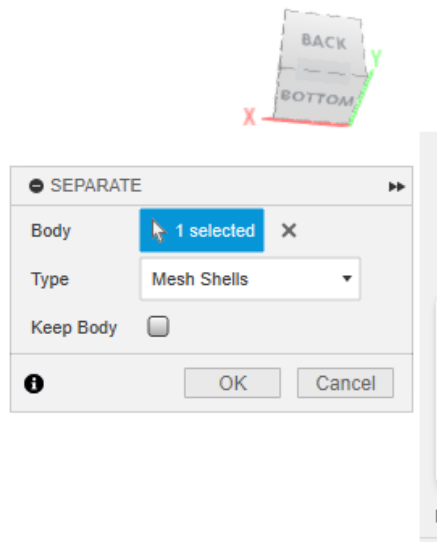 BACK
BOTTOM
Y
X
SEPARATE
Body 1 selected
Type Mesh Shells
Keep Body
OK Cancel